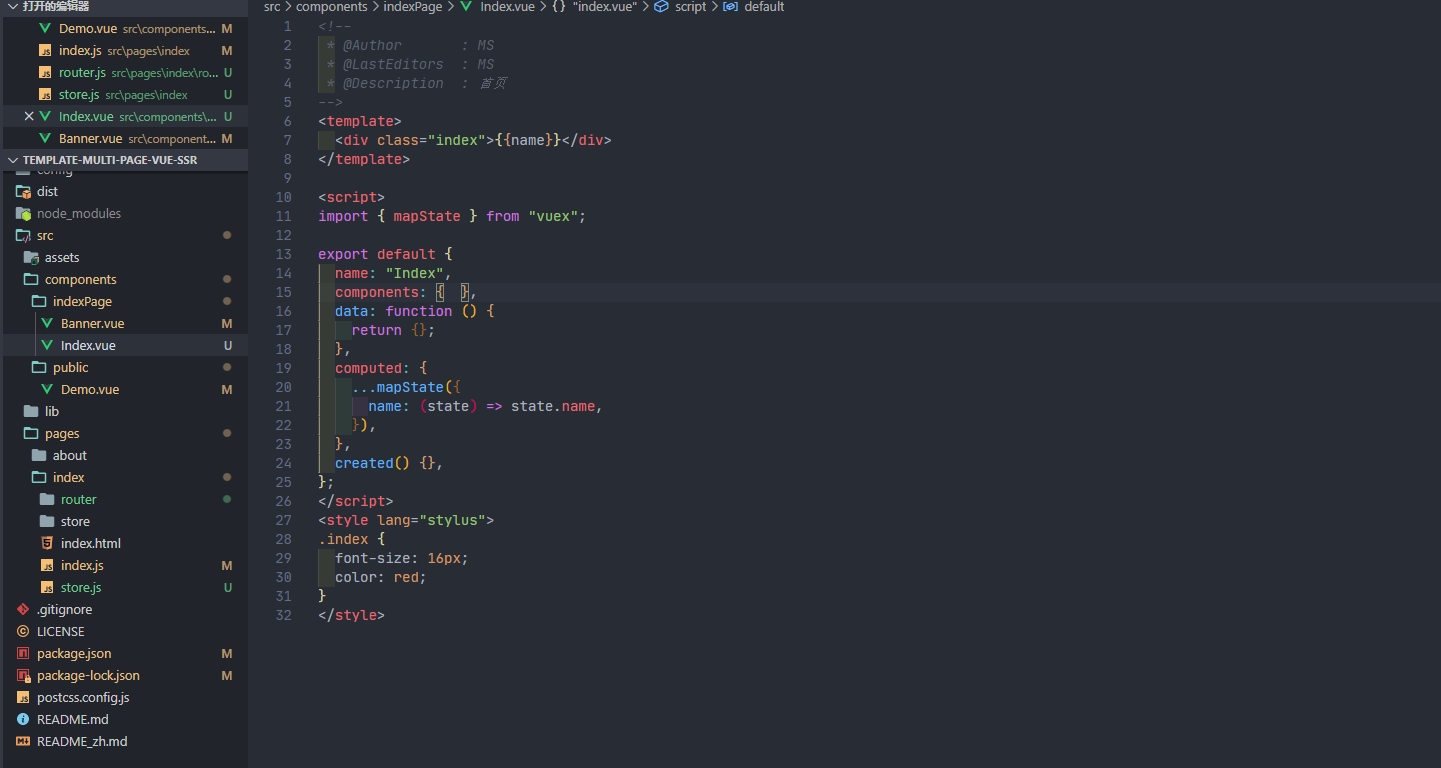 打开的编辑器
Demo.vue src\components... M
index.js src\pages\index M
router.js src\pages\index\ro... U
store.js src\pages\index U
Index.vue src\components\... U
Banner.vue src\component... M
TEMPLATE-MULTI-PAGE-VUE-SSR
config
dist
node_modules
src
assets
components
indexPage
Banner.vue M
Index.vue U
public
Demo.vue M
lib
pages
about
index
router
store
index.html
index.js M
store.js U
.gitignore
LICENSE
package.json M
package-lock.json M
postcss.config.js
README.md
README_zh.md
src > components > indexPage > Index.vue > {} "index.vue" > script > default
1 <!--
2 * @Author : MS
3 * @LastEditors : MS
4 * @Description : 首页
5 -->
6 <template>
7 <div class="index">{{name}}</div>
8 </template>
9
10 <script>
11 import { mapState } from "vuex";
12
13 export default {
14 name: "Index",
15 components: { },
16 data: function () {
17 return {};
18 },
19 computed: {
20 ...mapState({
21 name: (state) => state.name,
22 }),
23 },
24 created() {},
25 };
26 </script>
27 <style lang="stylus">
28 .index {
29 font-size: 16px;
30 color: red;
31 }
32 </style>